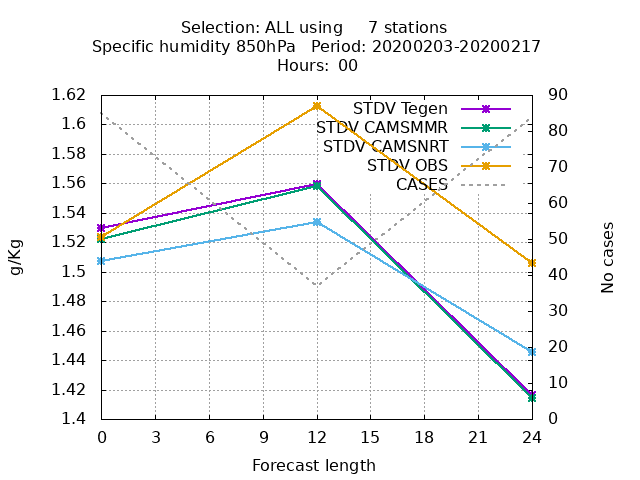 Selection: ALL using     7 stations
Specific humidity 850hPa   Period: 20200203-20200217
Hours:  00
1.62
1.6
1.58
1.56
1.54
1.52
1.5
1.48
1.46
1.44
1.42
1.4
g/Kg
STDV Tegen
STDV CAMSMMR
STDV CAMSNRT
STDV OBS
CASES
90
80
70
60
50
40
30
20
10
0
No cases
0 3 6 9 12 15 18 21 24
Forecast length